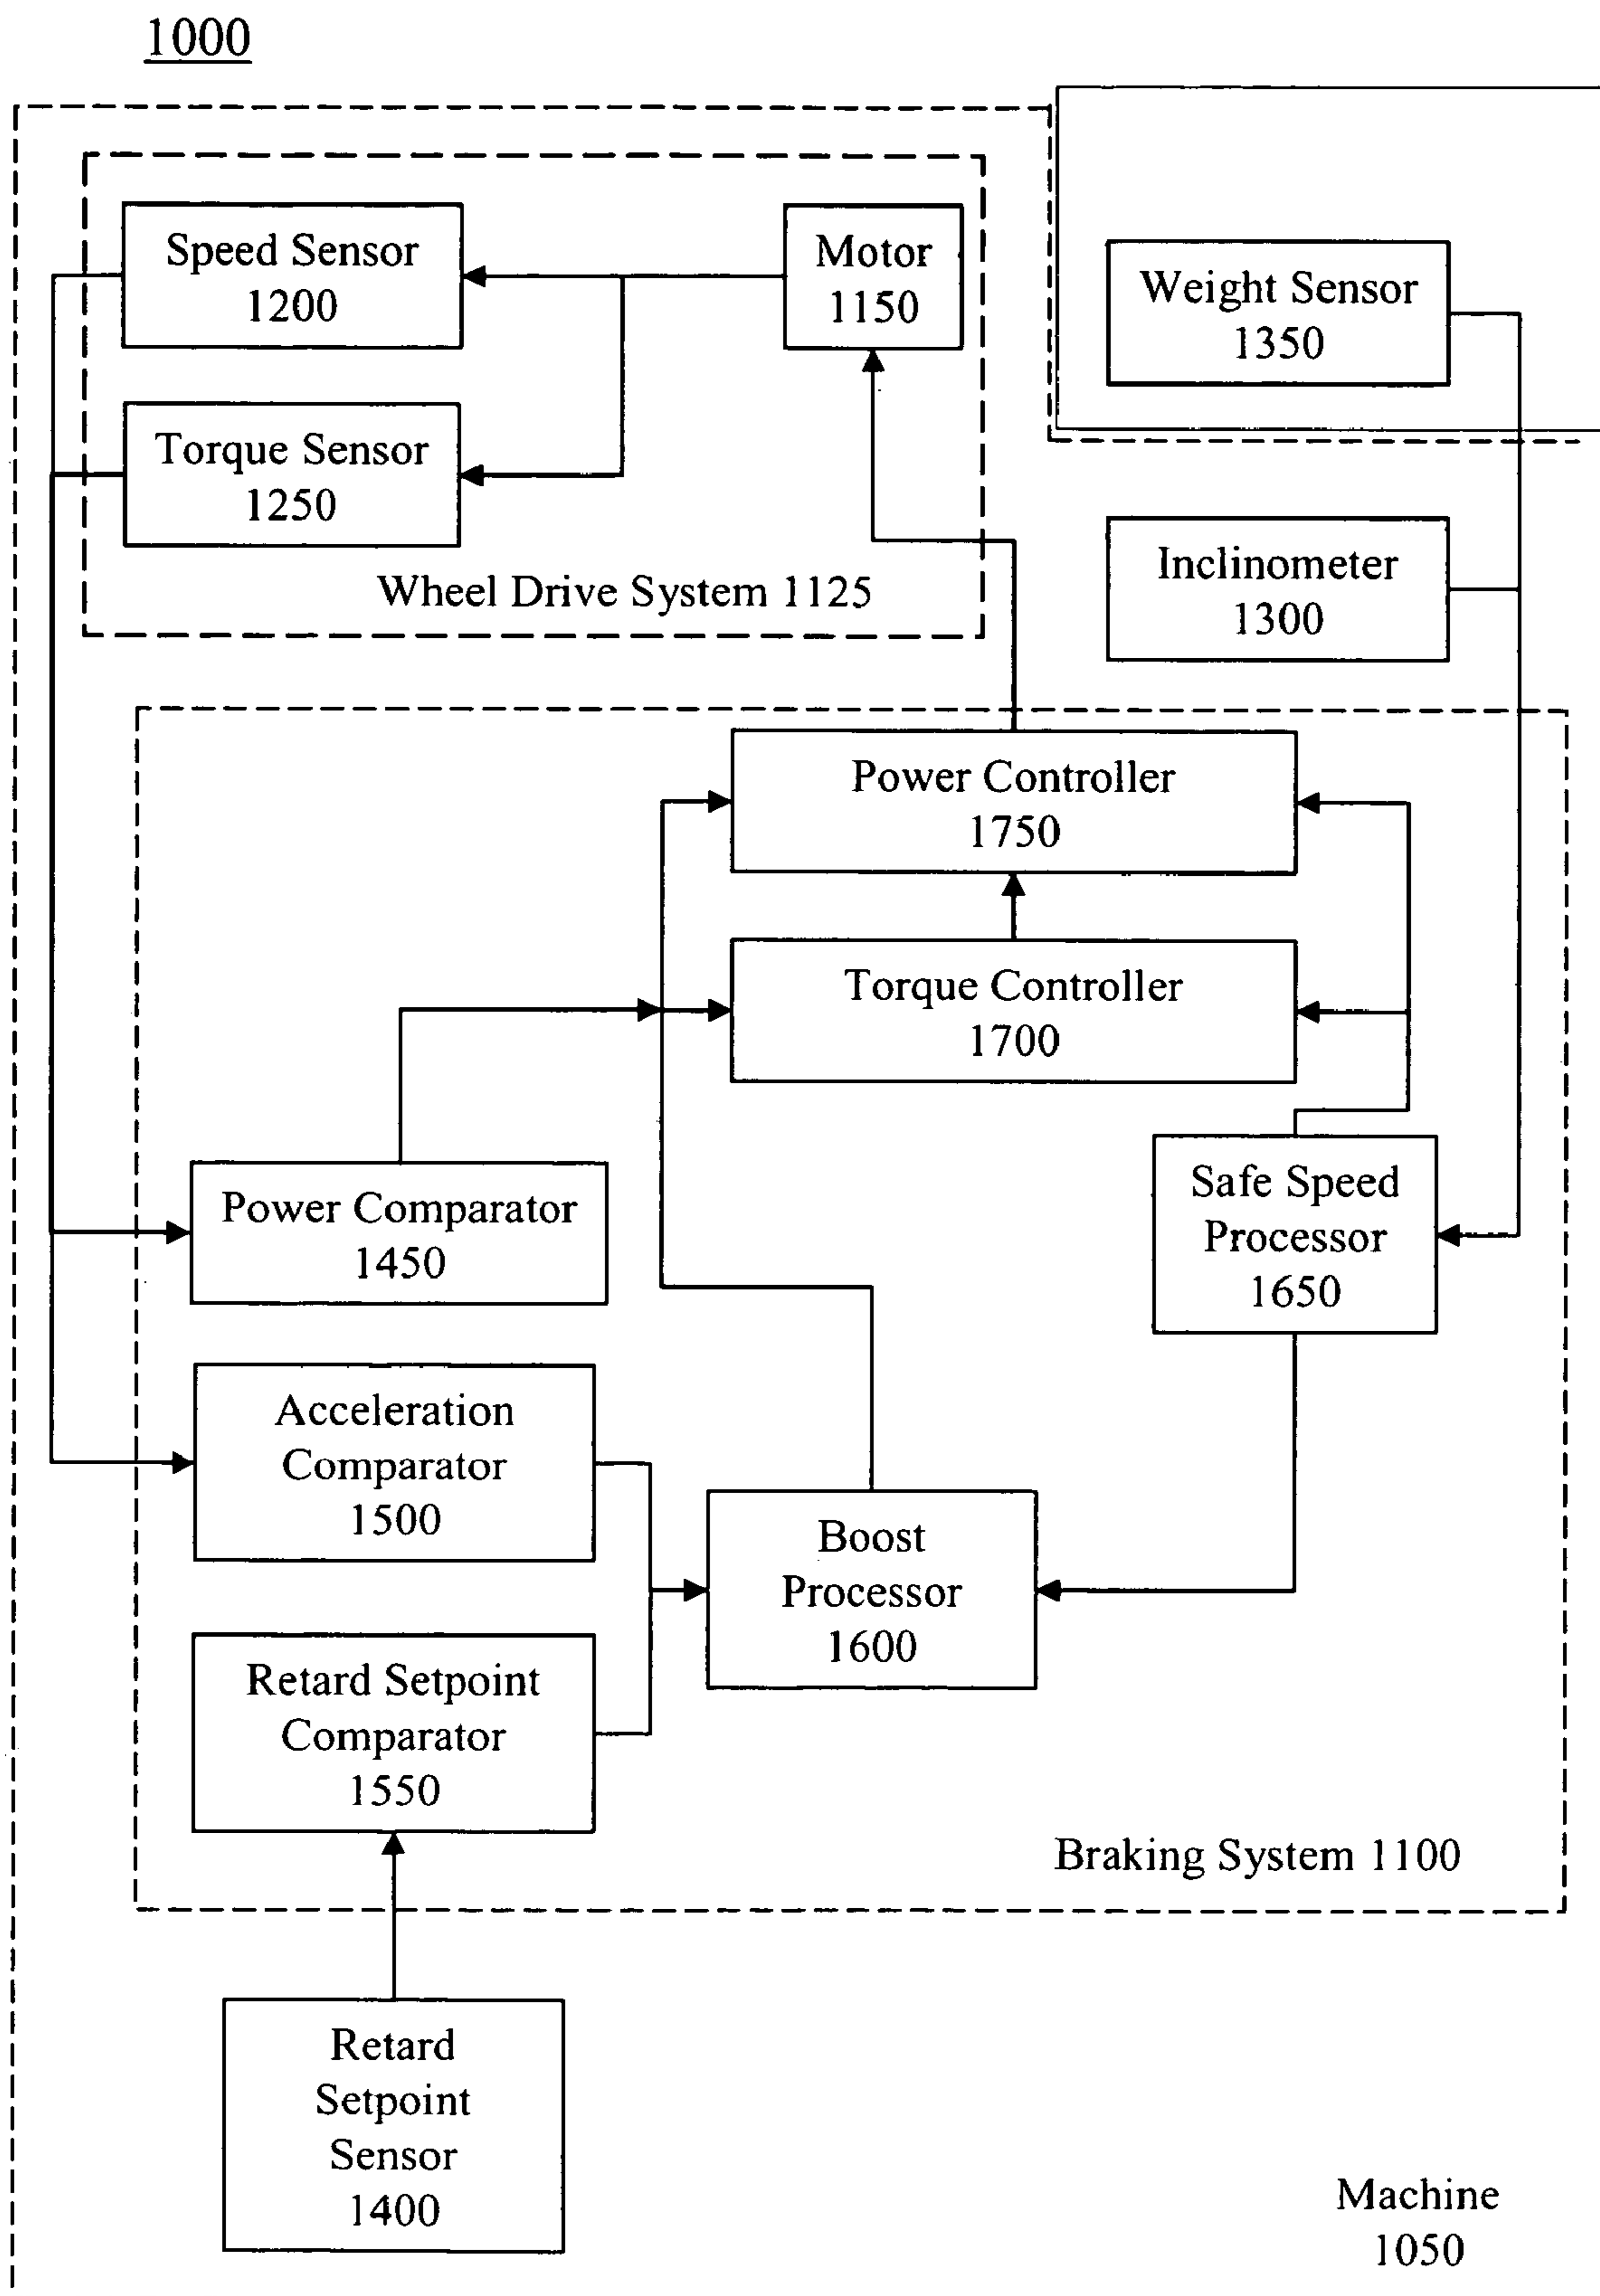 1000
Speed Sensor
1200
Motor
1150
Weight Sensor
1350
Torque Sensor
1250
Inclinometer
1300
Wheel Drive System 1125
Power Controller
1750
Torque Controller
1700
Power Comparator
1450
Safe Speed
Processor
1650
Acceleration
Comparator
1500
Boost
Processor
1600
Retard Setpoint
Comparator
1550
Braking System 1100
Retard
Setpoint
Sensor
1400
Machine
1050